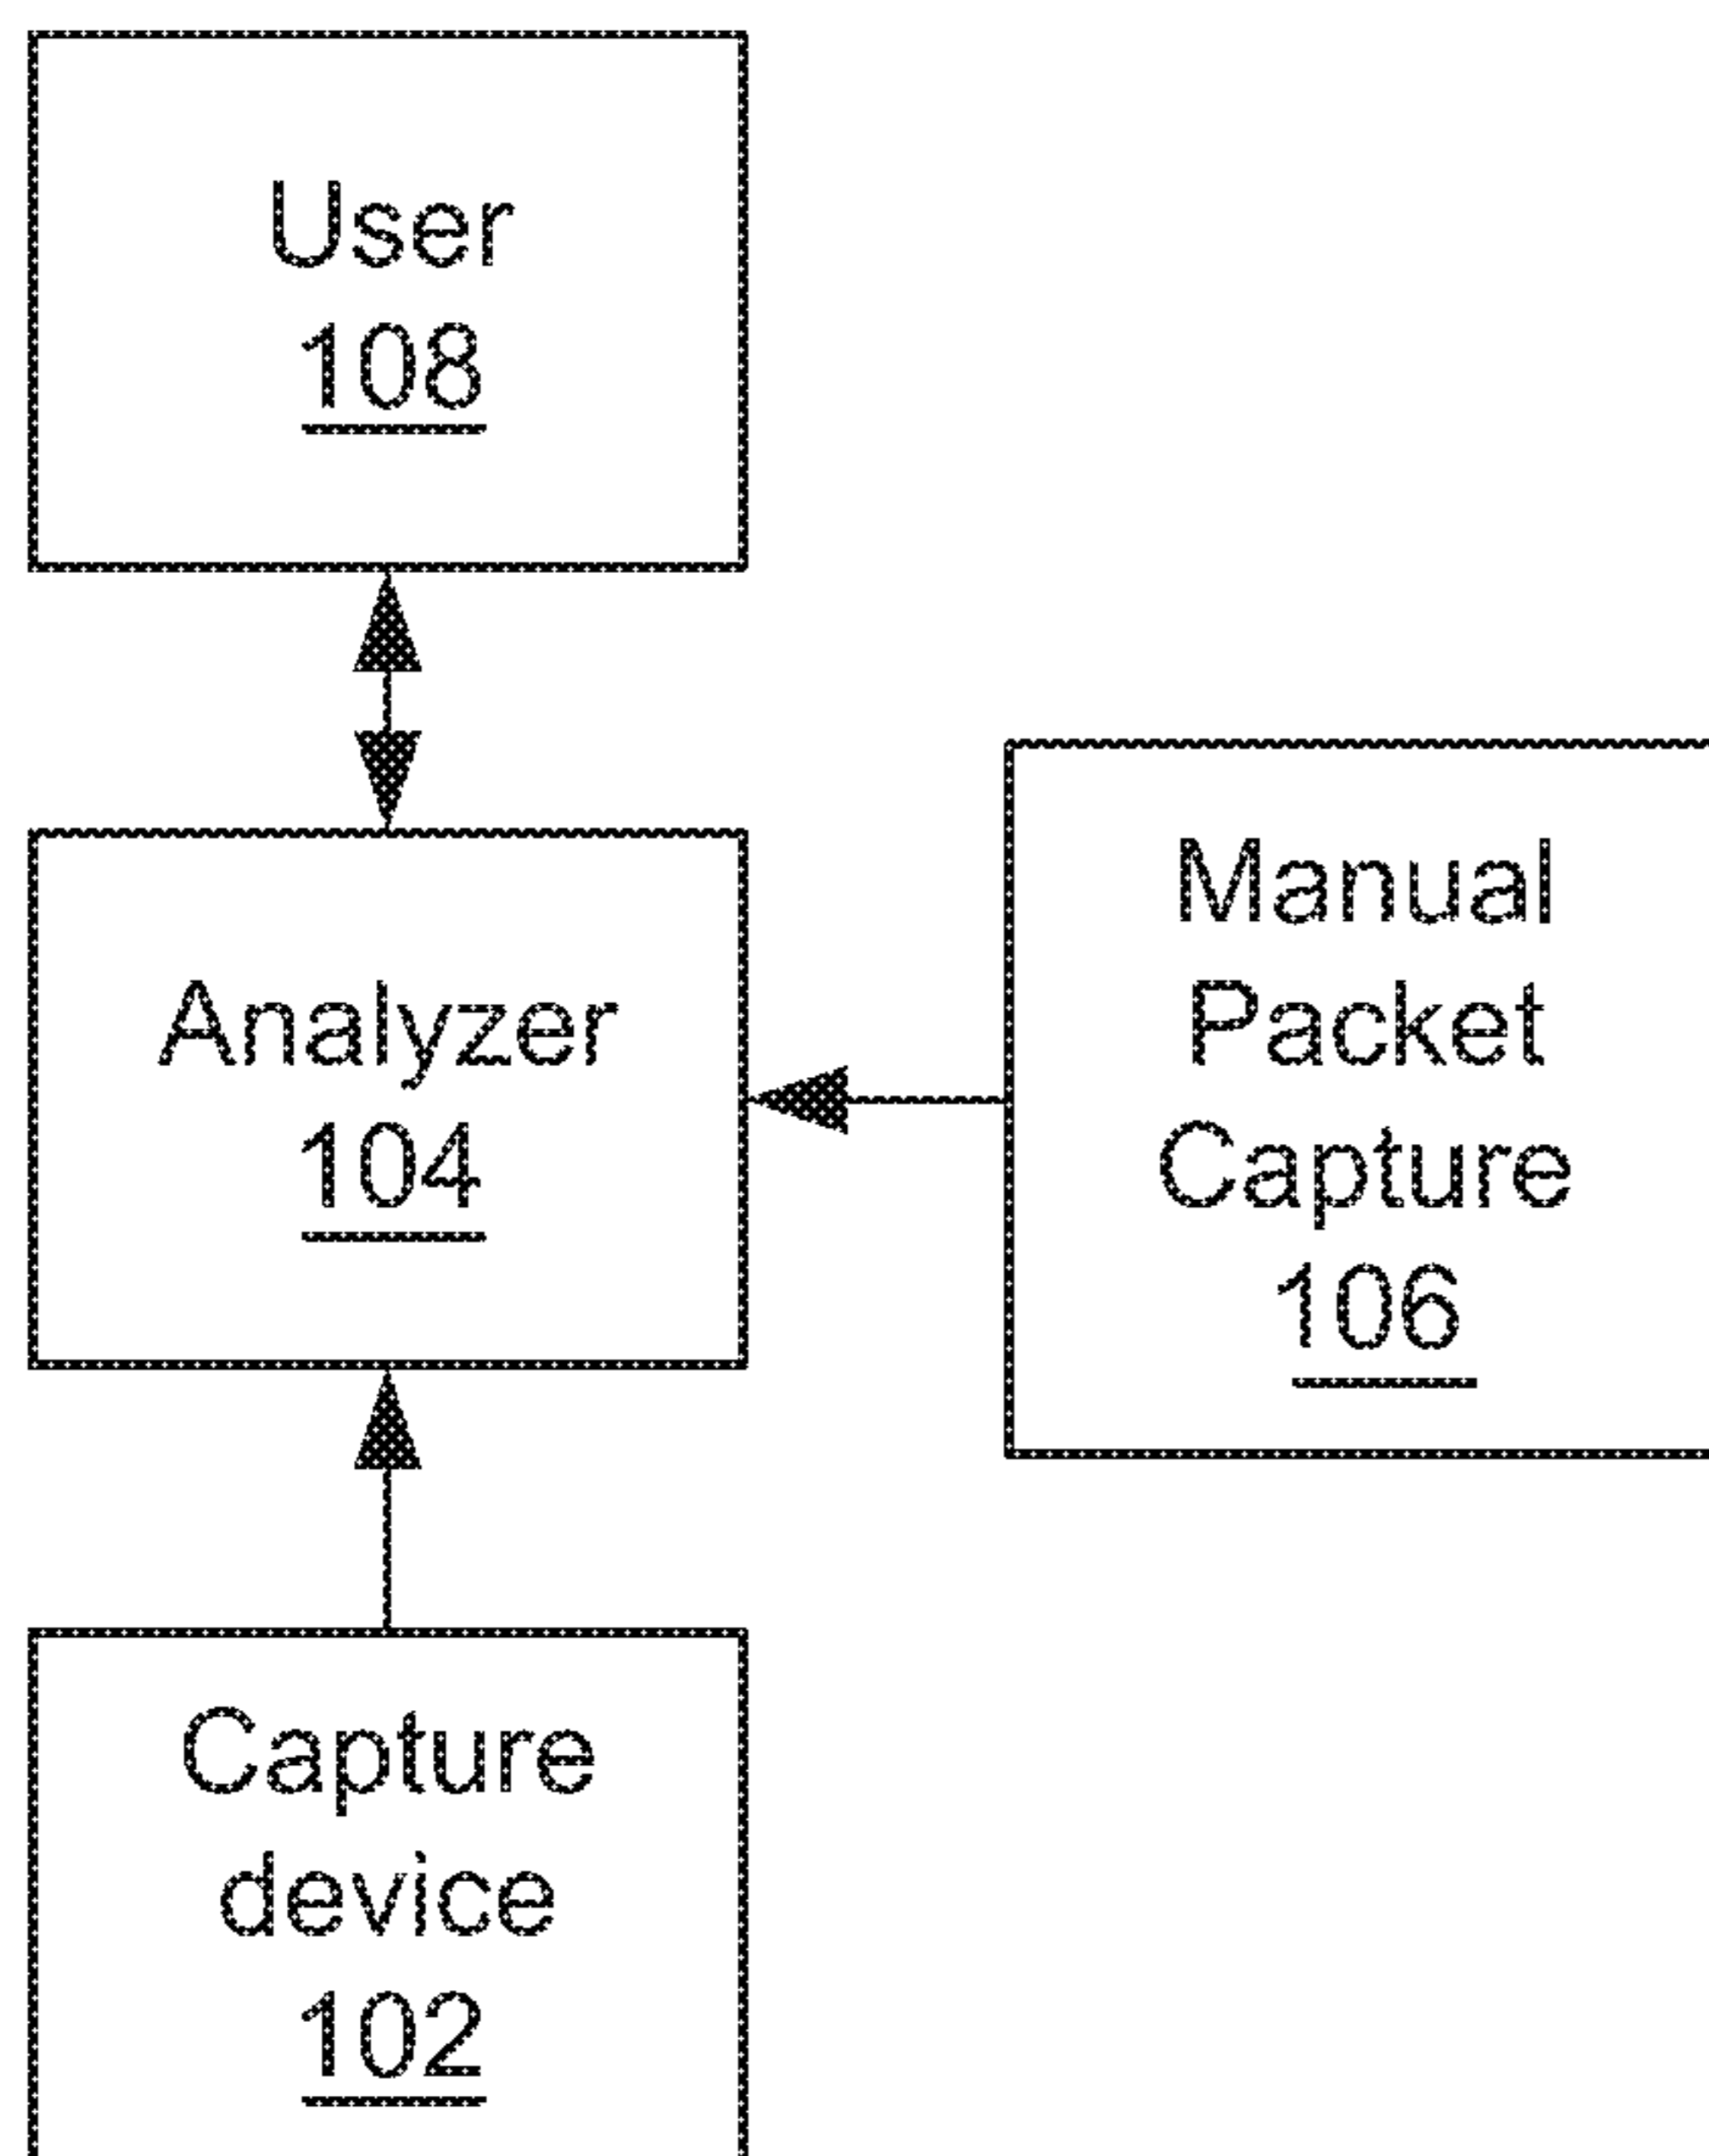 User
108
Analyzer
104
Manual
Packet
Capture
106
Capture
device
102